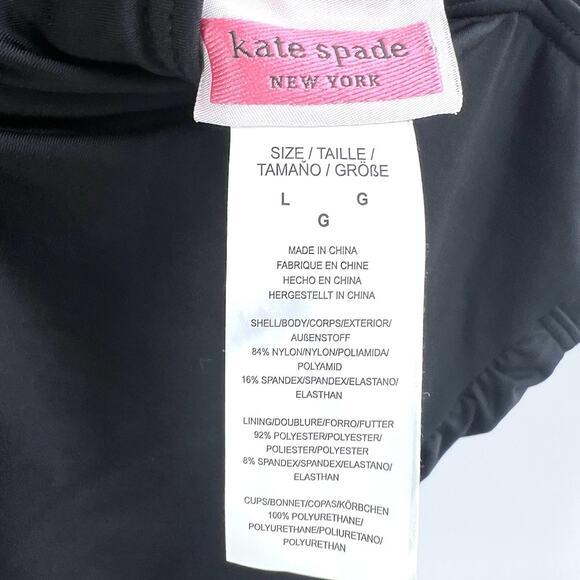 kate spade
NEW YORK
SIZE / TAILLE /
TAMAÑO / GRÖßE
L G
G
MADE IN CHINA
FABRIQUE EN CHINE
HECHO EN CHINA
HERGESTELLT IN CHINA
SHELL/BODY/CORPS/EXTERIOR/
AUßENSTOFF
84% NYLON/NYLON/POLIAMIDA/
POLYAMID
16% SPANDEX/SPANDEX/ELASTANO/
ELASTHAN
LINING/DOUBLURE/FORRO/FUTTER
92% POLYESTER/POLYESTER/
POLIESTER/POLYESTER
8% SPANDEX/SPANDEX/ELASTANO/
ELASTHAN
CUPS/BONNET/COPAS/KÖRBCHEN
100% POLYURETHANE/
POLYURETHANE/POLIURETANO/
POLYURETHAN